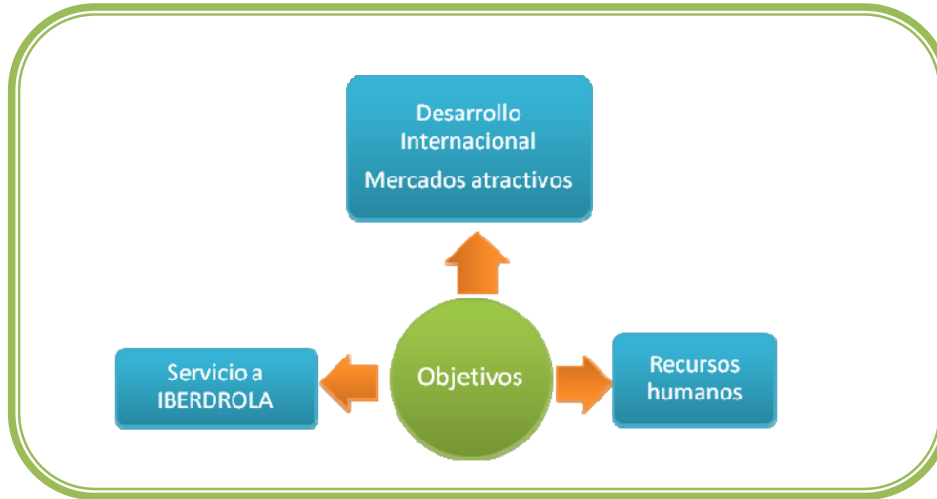 Desarrollo
Internacional
Mercados atractivos
Servicio a
IBERDROLA
Objetivos
Recursos
humanos